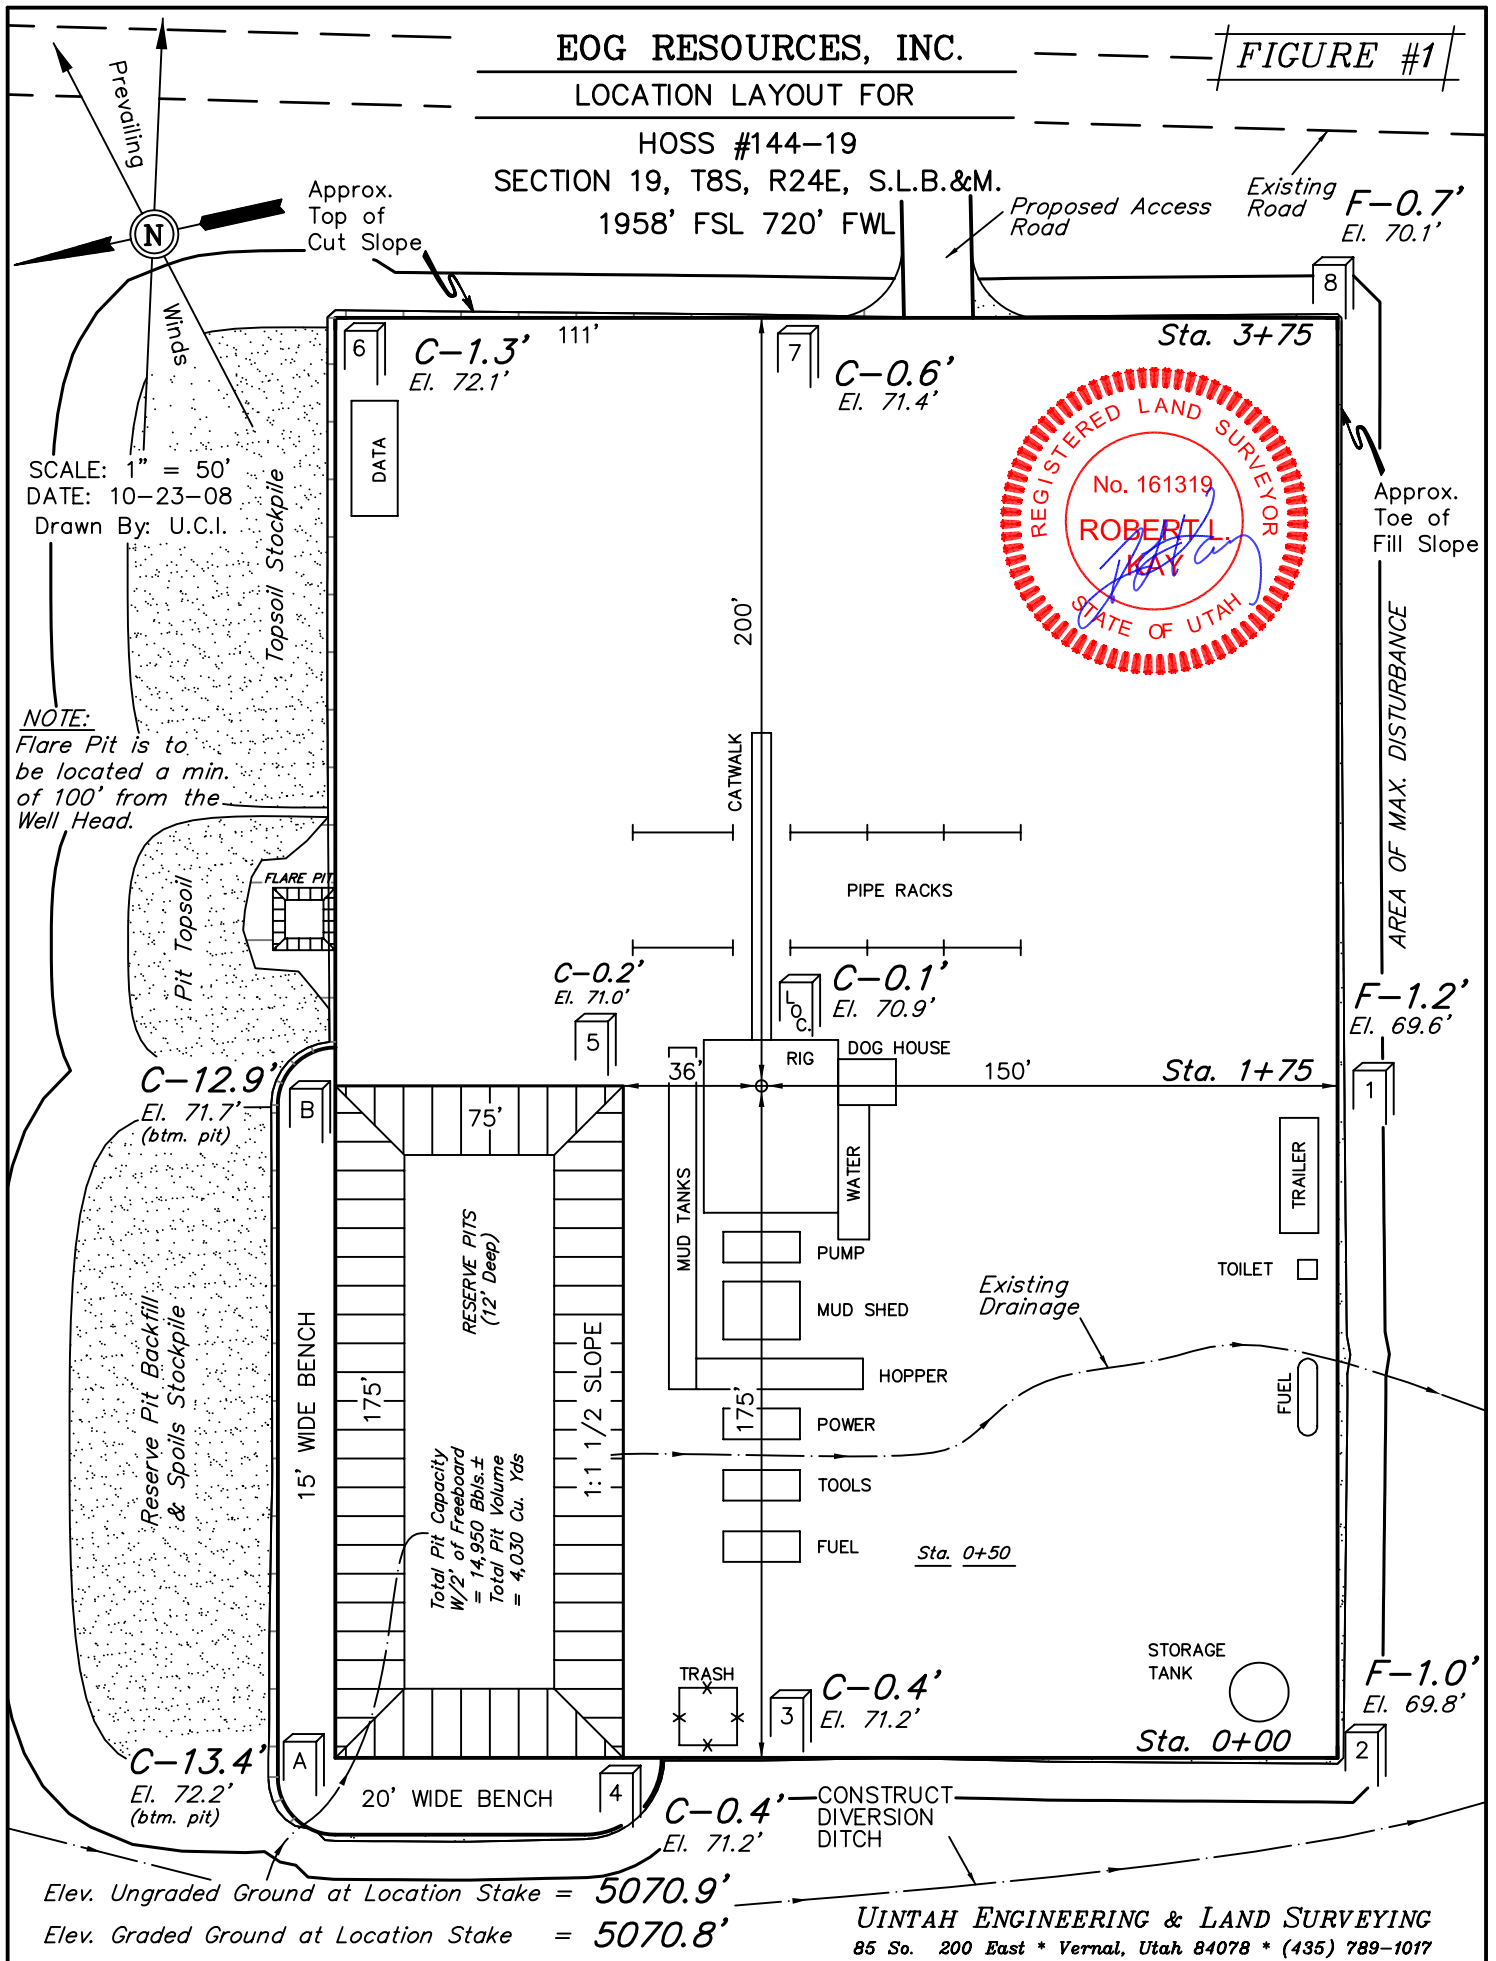 EOG RESOURCES, INC.
LOCATION LAYOUT FOR
HOSS #144-19
SECTION 19, T8S, R24E, S.L.B.&M.
1958' FSL 720' FWL
FIGURE #1
Prevailing
Winds
N
Approx.
Top of
Cut Slope
Proposed Access
Road
Existing
Road
F-0.7'
El. 70.1'
8
6
C-1.3'
El. 72.1'
111'
7
C-0.6'
El. 71.4'
Sta. 3+75
DATA
SCALE: 1" = 50'
DATE: 10-23-08
Drawn By: U.C.I.
Topsoil Stockpile
REGISTERED LAND SURVEYOR
No. 161319
ROBERT L.
KAY
STATE OF UTAH
Approx.
Toe of
Fill Slope
200'
AREA OF MAX. DISTURBANCE
NOTE:
Flare Pit is to
be located a min.
of 100' from the
Well Head.
CATWALK
PIPE RACKS
FLARE PIT
Pit Topsoil
C-0.2'
El. 71.0'
5
L
O
C.
C-0.1'
El. 70.9'
F-1.2'
El. 69.6'
1
RIG
DOG HOUSE
36'
150'
Sta. 1+75
C-12.9'
El. 71.7'
(btm. pit)
B
75'
MUD TANKS
WATER
TRAILER
RESERVE PITS
(12' Deep)
PUMP
TOILET
MUD SHED
Existing
Drainage
Reserve Pit Backfill
& Spoils Stockpile
15' WIDE BENCH
175'
1:1 1/2 SLOPE
HOPPER
175'
POWER
FUEL
Total Pit Capacity
W/2' of Freeboard
= 14,950 Bbls.±
Total Pit Volume
= 4,030 Cu. Yds
TOOLS
FUEL
Sta. 0+50
TRASH
3
C-0.4'
El. 71.2'
STORAGE
TANK
F-1.0'
El. 69.8'
Sta. 0+00
2
C-13.4'
El. 72.2'
(btm. pit)
A
20' WIDE BENCH
4
C-0.4'
El. 71.2'
CONSTRUCT
DIVERSION
DITCH
Elev. Ungraded Ground at Location Stake = 5070.9'
Elev. Graded Ground at Location Stake = 5070.8'
UINTAH ENGINEERING & LAND SURVEYING
85 So. 200 East * Vernal, Utah 84078 * (435) 789-1017